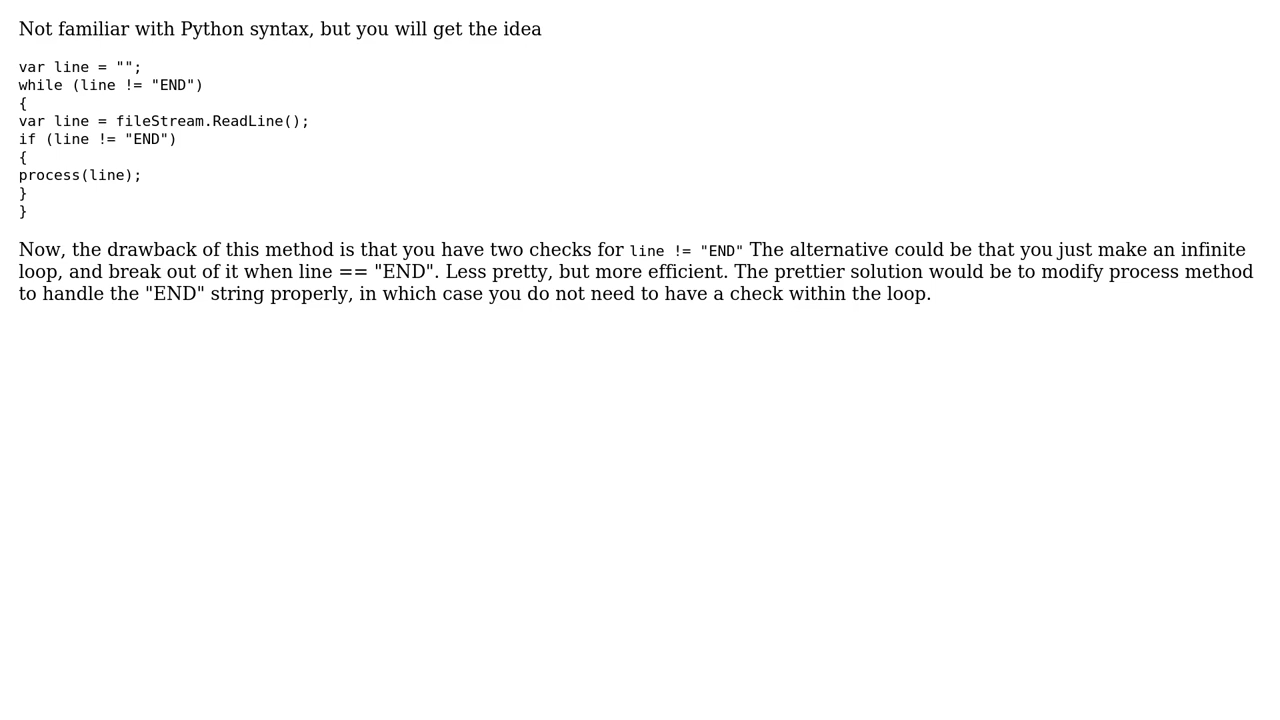 Not familiar with Python syntax, but you will get the idea
var line = "";
while (line != "END")
{
var line = fileStream.ReadLine();
if (line != "END")
{
process(line);
}
}
Now, the drawback of this method is that you have two checks for line != "END" The alternative could be that you just make an infinite
loop, and break out of it when line == "END". Less pretty, but more efficient. The prettier solution would be to modify process method
to handle the "END" string properly, in which case you do not need to have a check within the loop.